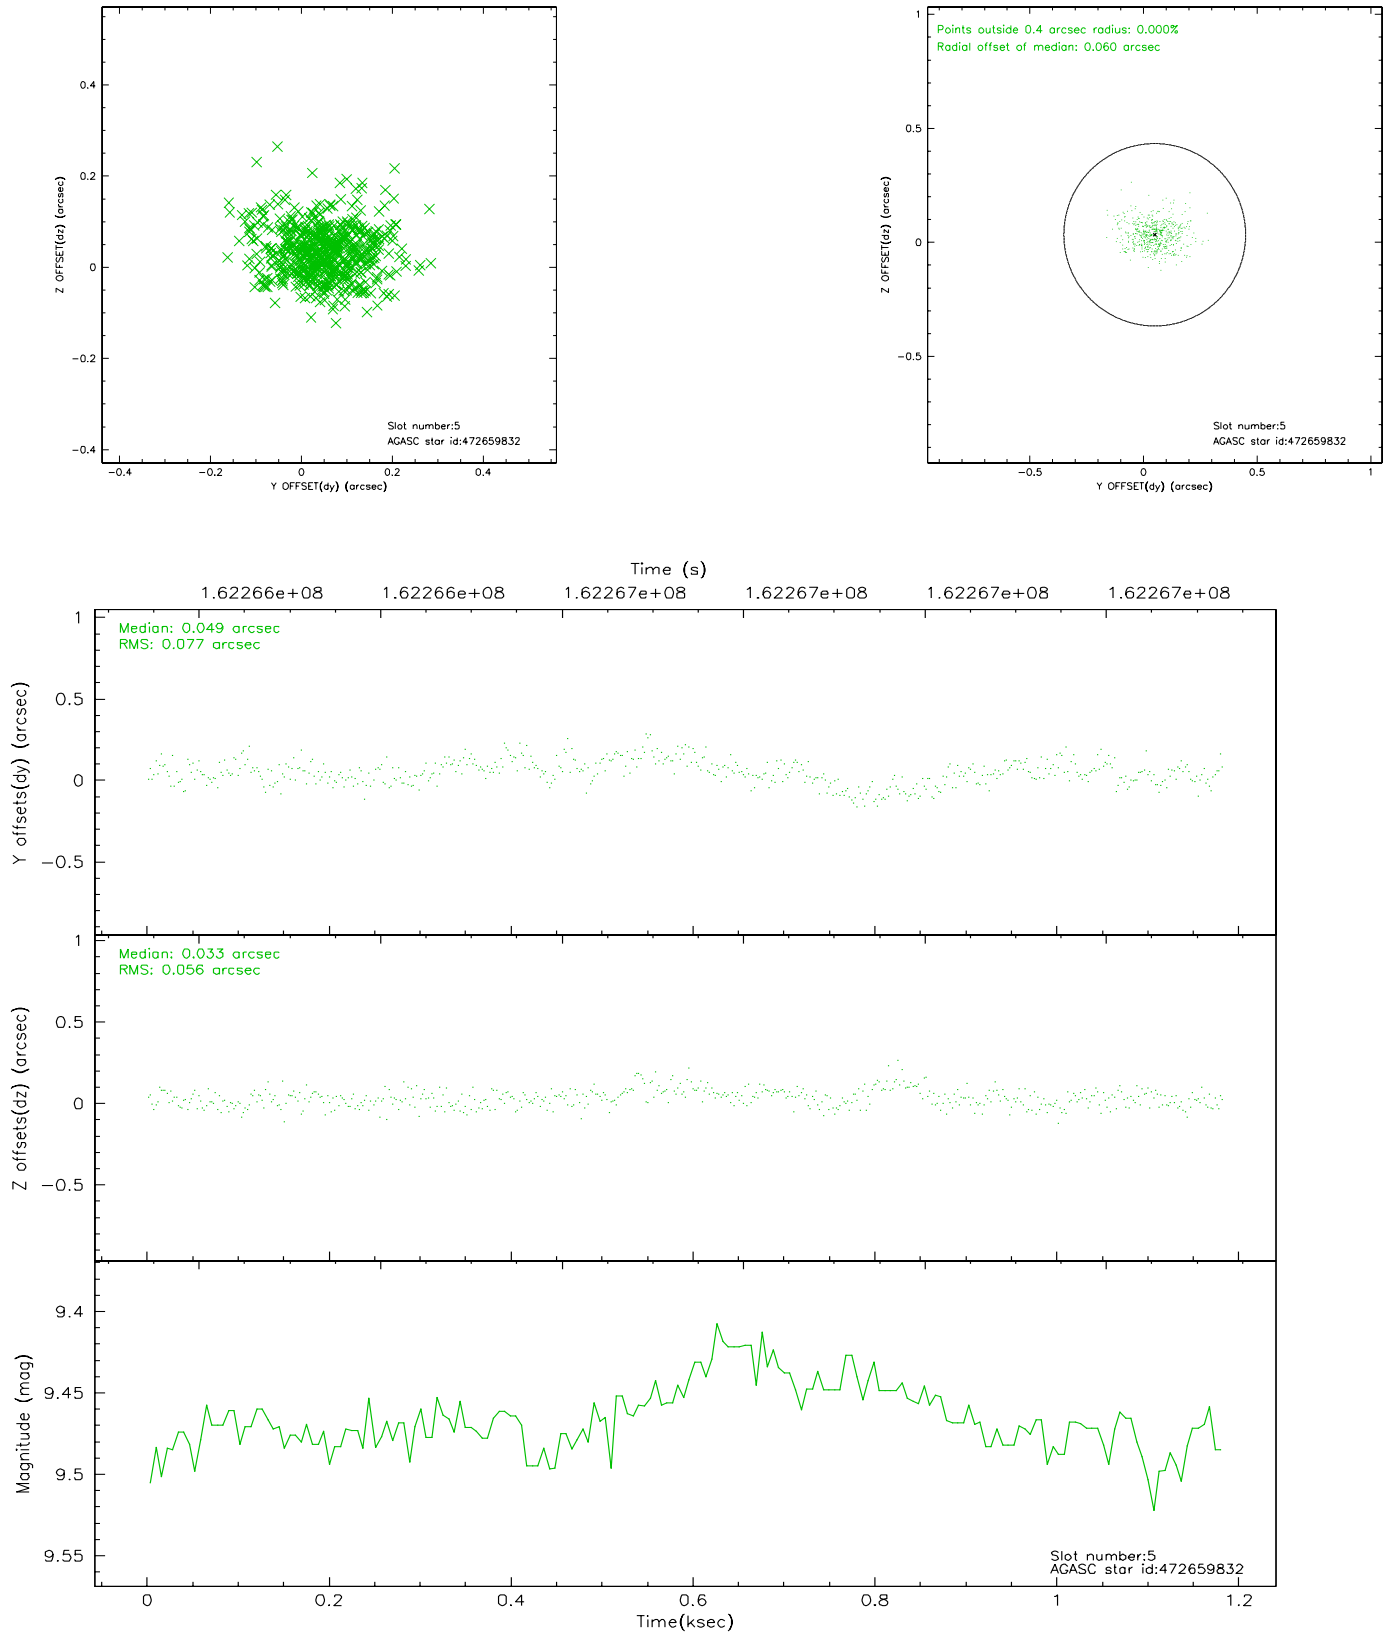 0.4
0.2
0
−0.2
−0.4
Z OFFSET(dz) (arcsec)
Slot number:5
AGASC star id:472659832
−0.4 −0.2 0 0.2 0.4
Y OFFSET(dy) (arcsec)
Points outside 0.4 arcsec radius: 0.000%
Radial offset of median: 0.060 arcsec
1
0.5
0
−0.5
Z OFFSET(dz) (arcsec)
Slot number:5
AGASC star id:472659832
−0.5 0 0.5 1
Y OFFSET(dy) (arcsec)
Time (s)
1.62266e+08 1.62266e+08 1.62267e+08 1.62267e+08 1.62267e+08 1.62267e+08
Median: 0.049 arcsec
RMS: 0.077 arcsec
1
0.5
0
−0.5
Y offsets(dy) (arcsec)
Median: 0.033 arcsec
RMS: 0.056 arcsec
1
0.5
0
−0.5
Z offsets(dz) (arcsec)
9.4
9.45
9.5
9.55
Magnitude (mag)
Slot number:5
AGASC star id:472659832
0 0.2 0.4 0.6 0.8 1 1.2
Time(ksec)